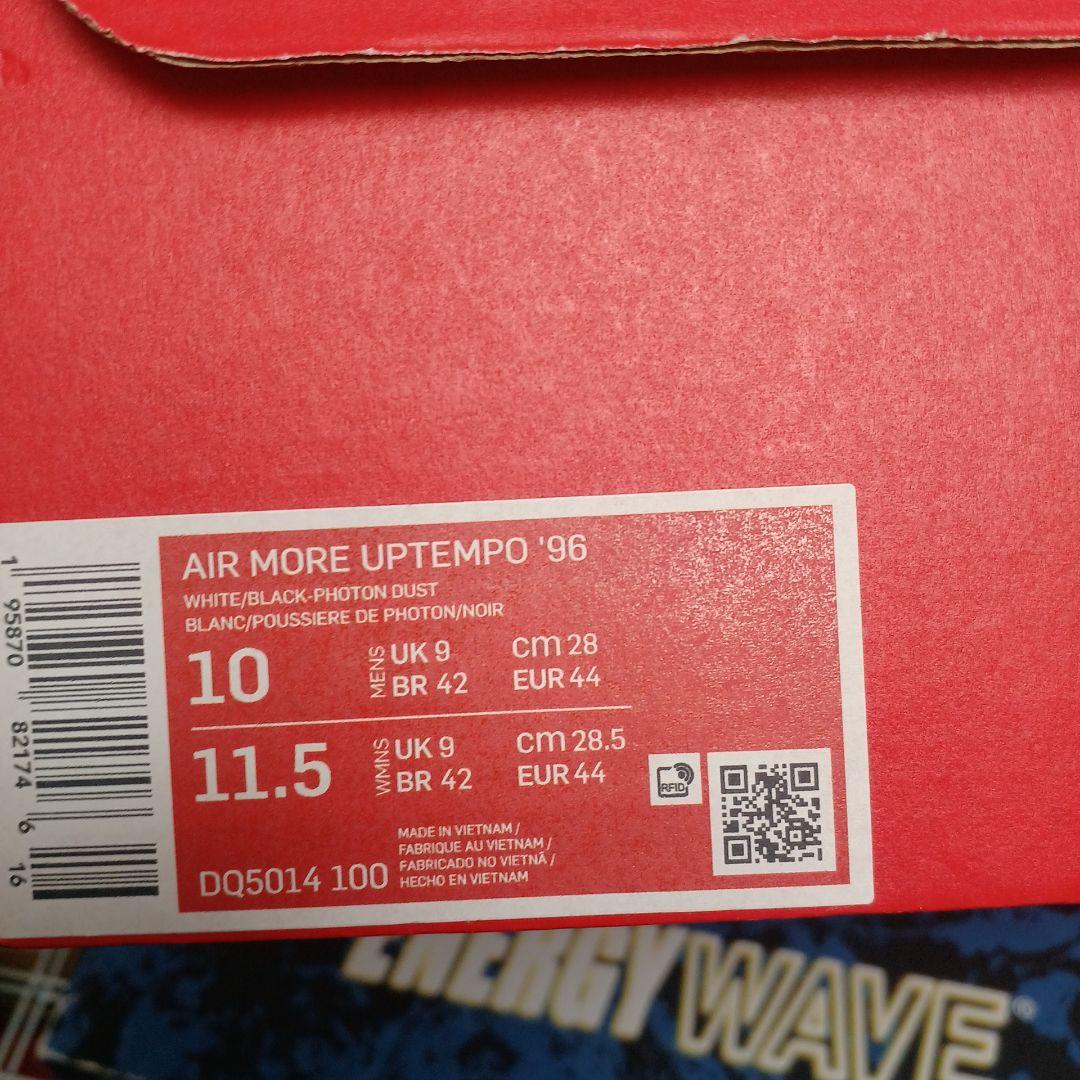 AIR MORE UPTEMPO '96
WHITE/BLACK-PHOTON DUST
BLANC/POUSSIERE DE PHOTON/NOIR
10
MENS
UK 9
cm 28
BR 42
EUR 44
11.5
WMNS
UK 9
cm 28.5
BR 42
EUR 44
RFID
MADE IN VIETNAM /
FABRIQUE AU VIETNAM /
FABRICADO NO VIETNÃ /
HECHO EN VIETNAM
DQ5014 100
1 95870 82174 6 16
ENERGYWAVE®